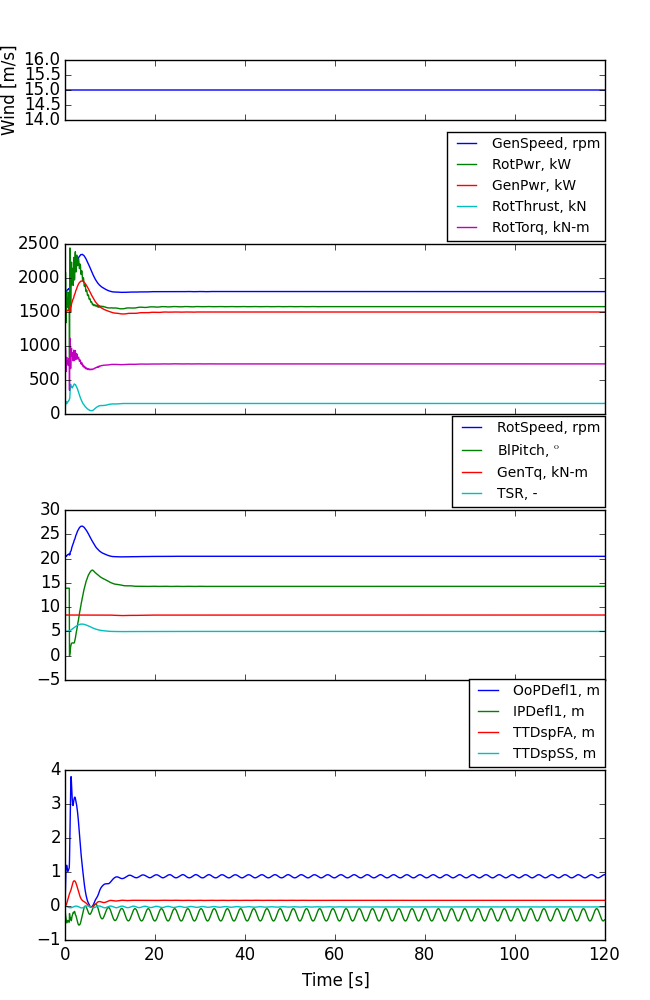 Wind [m/s]
16.0
15.5
15.0
14.5
14.0
GenSpeed, rpm
RotPwr, kW
GenPwr, kW
RotThrust, kN
RotTorq, kN-m
2500
2000
1500
1000
500
0
RotSpeed, rpm
BlPitch, °
GenTq, kN-m
TSR, -
30
25
20
15
10
5
0
−5
OoPDefl1, m
IPDefl1, m
TTDspFA, m
TTDspSS, m
4
3
2
1
0
−1
0 20 40 60 80 100 120
Time [s]